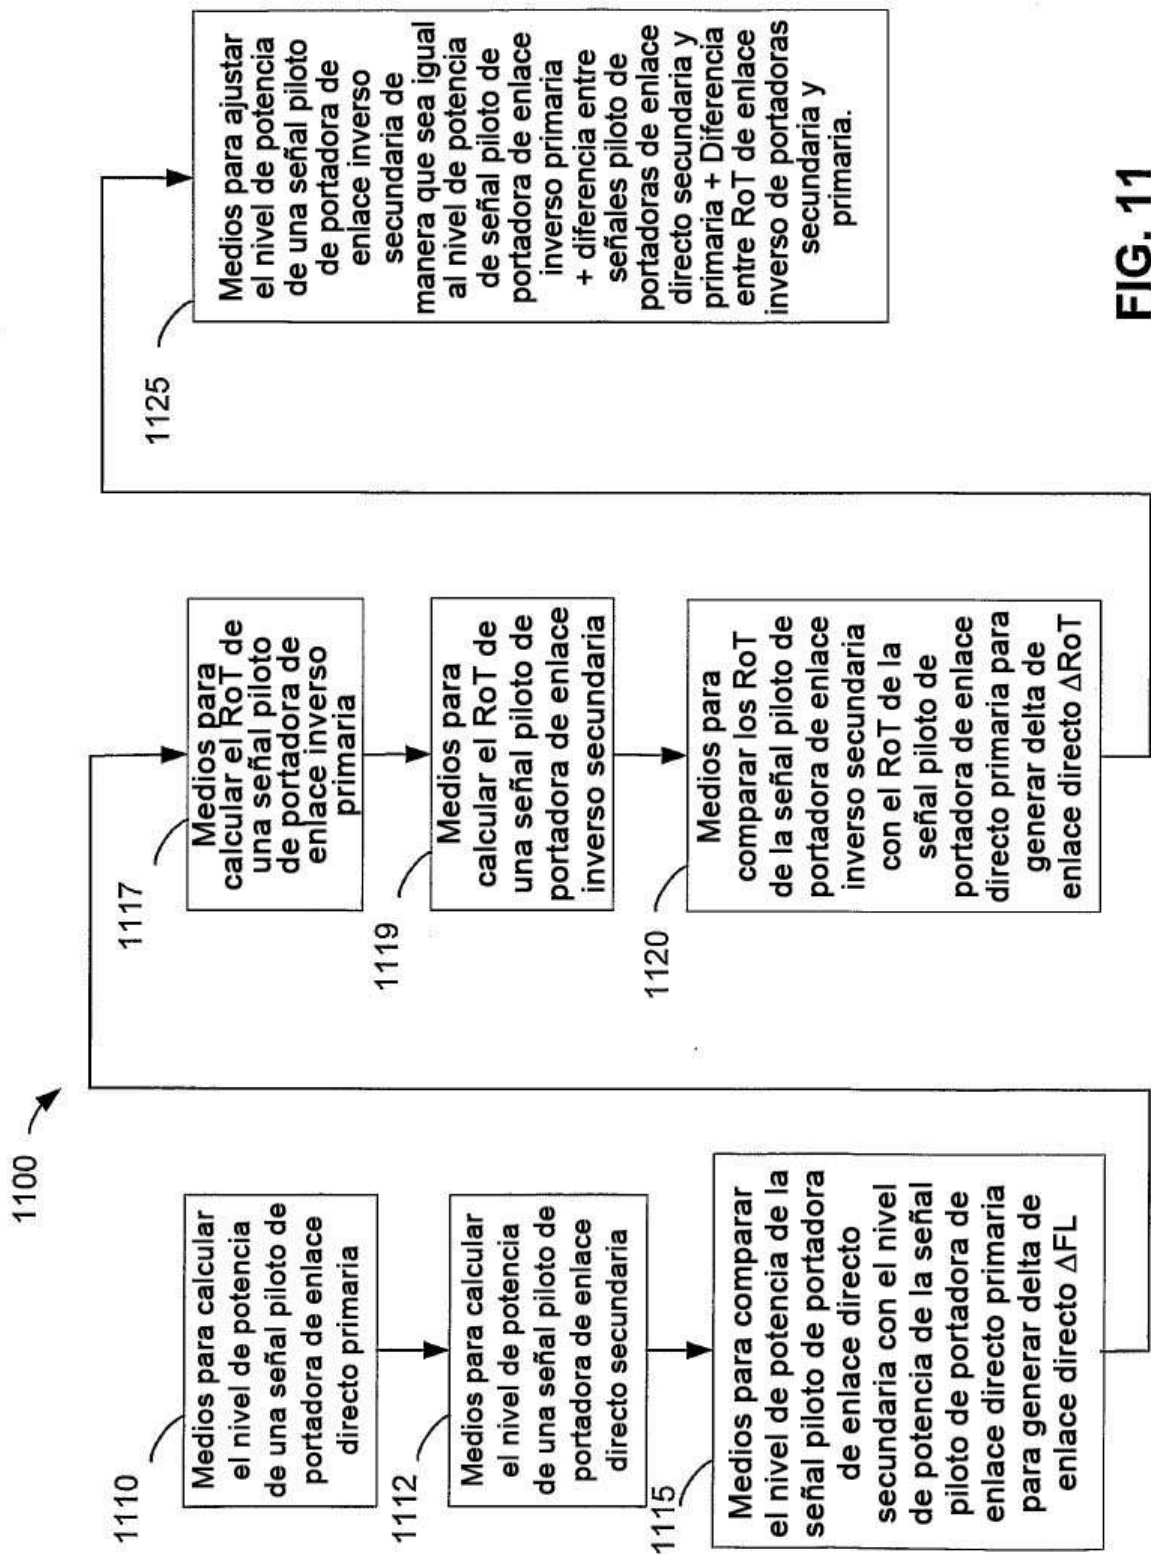 1100
1110
Medios para calcular
el nivel de potencia
de una señal piloto de
portadora de enlace
directo primaria
1112
Medios para calcular
el nivel de potencia
de una señal piloto de
portadora de enlace
directo secundaria
1115
Medios para comparar
el nivel de potencia de la
señal piloto de portadora
de enlace directo
secundaria con el nivel
de potencia de la señal
piloto de portadora de
enlace directo primaria
para generar delta de
enlace directo ΔFL
1117
Medios para
calcular el RoT de
una señal piloto
de portadora de
enlace inverso
primaria
1119
Medios para
calcular el RoT de
una señal piloto de
portadora de enlace
inverso secundaria
1120
Medios para
comparar los RoT
de la señal piloto de
portadora de enlace
inverso secundaria
con el RoT de la
señal piloto de
portadora de enlace
directo primaria para
generar delta de
enlace directo ΔRoT
1125
Medios para ajustar
el nivel de potencia
de una señal piloto
de portadora de
enlace inverso
secundaria de
manera que sea igual
al nivel de potencia
de señal piloto de
portadora de enlace
inverso primaria
+ diferencia entre
señales piloto de
portadoras de enlace
directo secundaria y
primaria + Diferencia
entre RoT de enlace
inverso de portadoras
secundaria y
primaria.
FIG. 11